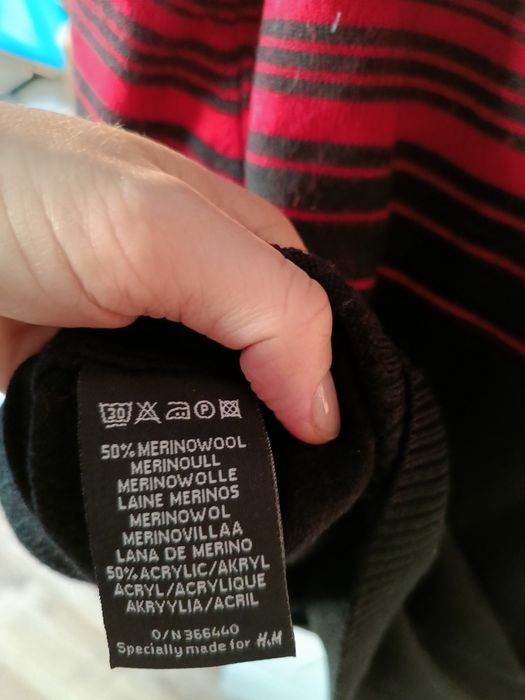 30 P
50% MERINOWOOL
MERINOULL
MERINOWOLLE
LAINE MERINOS
MERINOWOL
MERINOVILLAA
LANA DE MERINO
50% ACRYLIC/AKRYL
ACRYL/ACRYLIQUE
AKRYYLIA/ACRIL
O/N 366440
Specially made for H&M